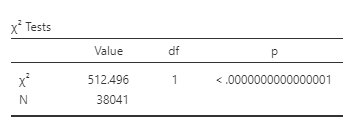 χ² Tests
Value df p
χ² 512.496 1 < .0000000000000001
N 38041